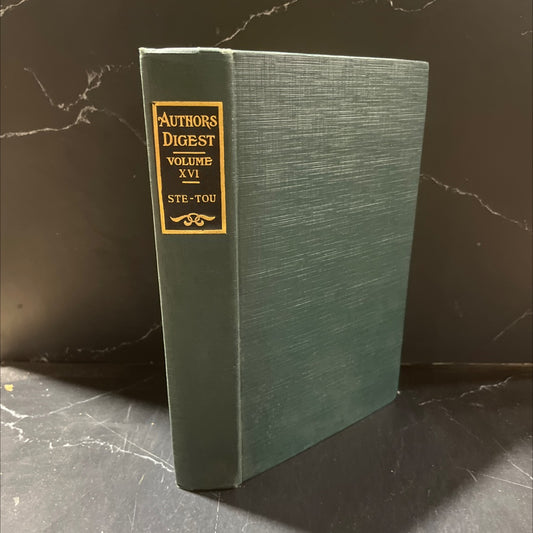 AUTHORS
DIGEST
VOLUME
XVI
STE-TOU